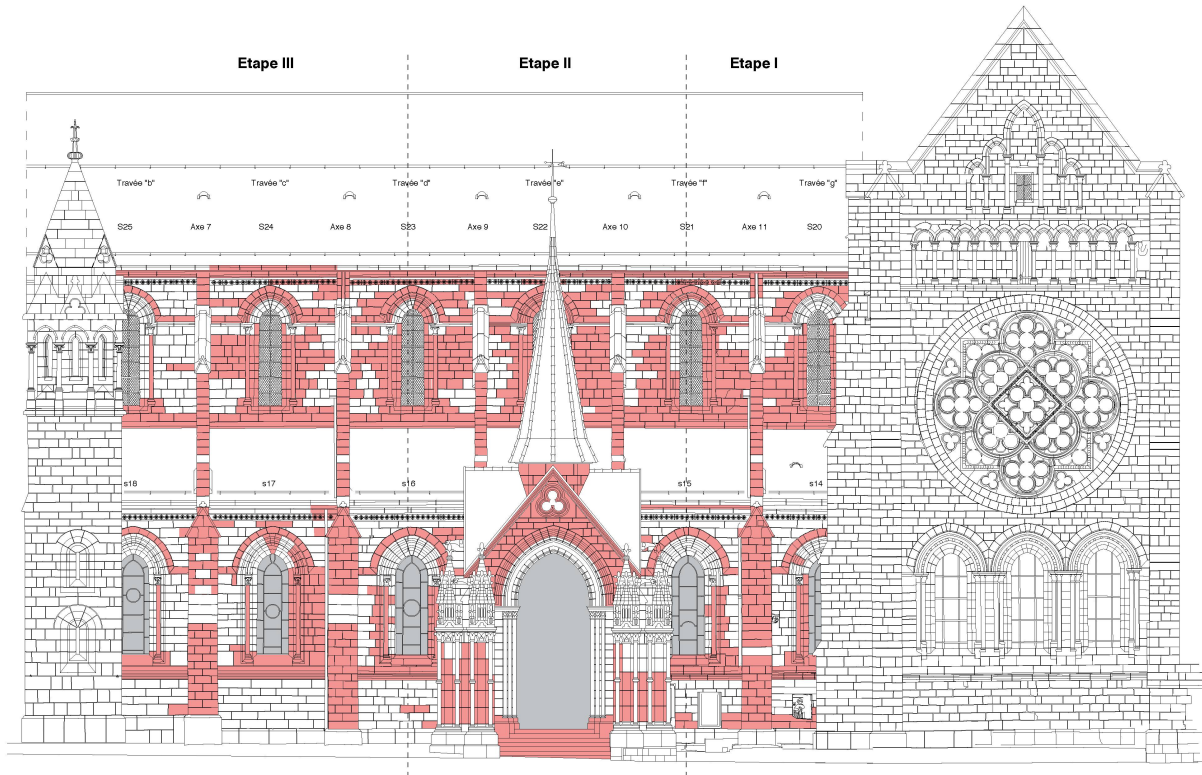 Etape III Etape II Etape I
Travée "b" Travée "c" Travée "d" Travée "e" Travée "f" Travée "g"
S25 Axe 7 S24 Axe 8 S23 Axe 9 S22 Axe 10 S21 Axe 11 S20
s18 s17 s16 s15 s14